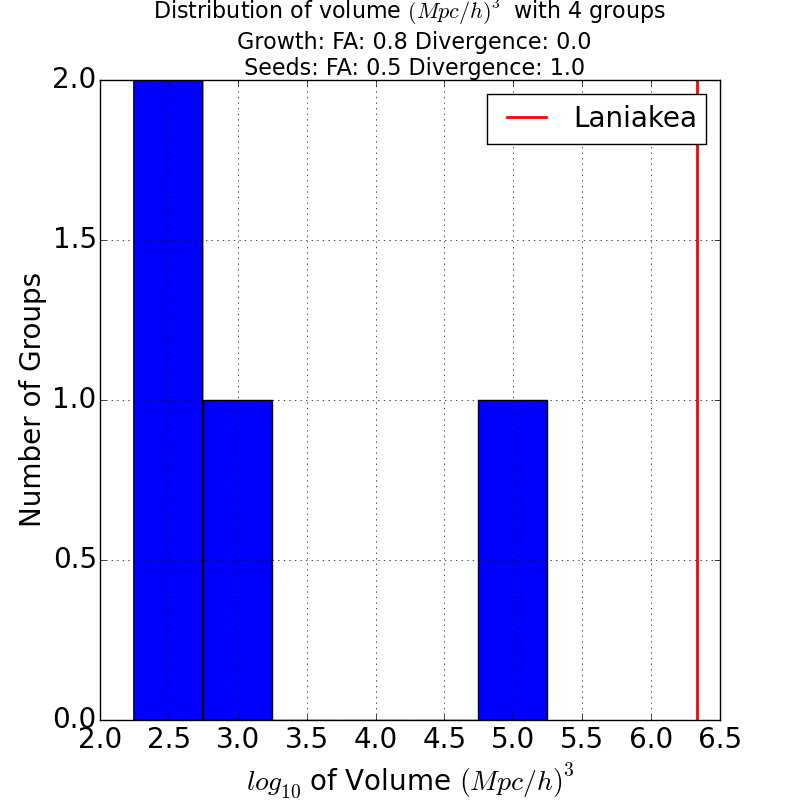 Distribution of volume (Mpc/h)³ with 4 groups
Growth: FA: 0.8 Divergence: 0.0
Seeds: FA: 0.5 Divergence: 1.0
Laniakea
2.0
1.5
1.0
0.5
0.0
Number of Groups
2.0 2.5 3.0 3.5 4.0 4.5 5.0 5.5 6.0 6.5
log₁₀ of Volume (Mpc/h)³